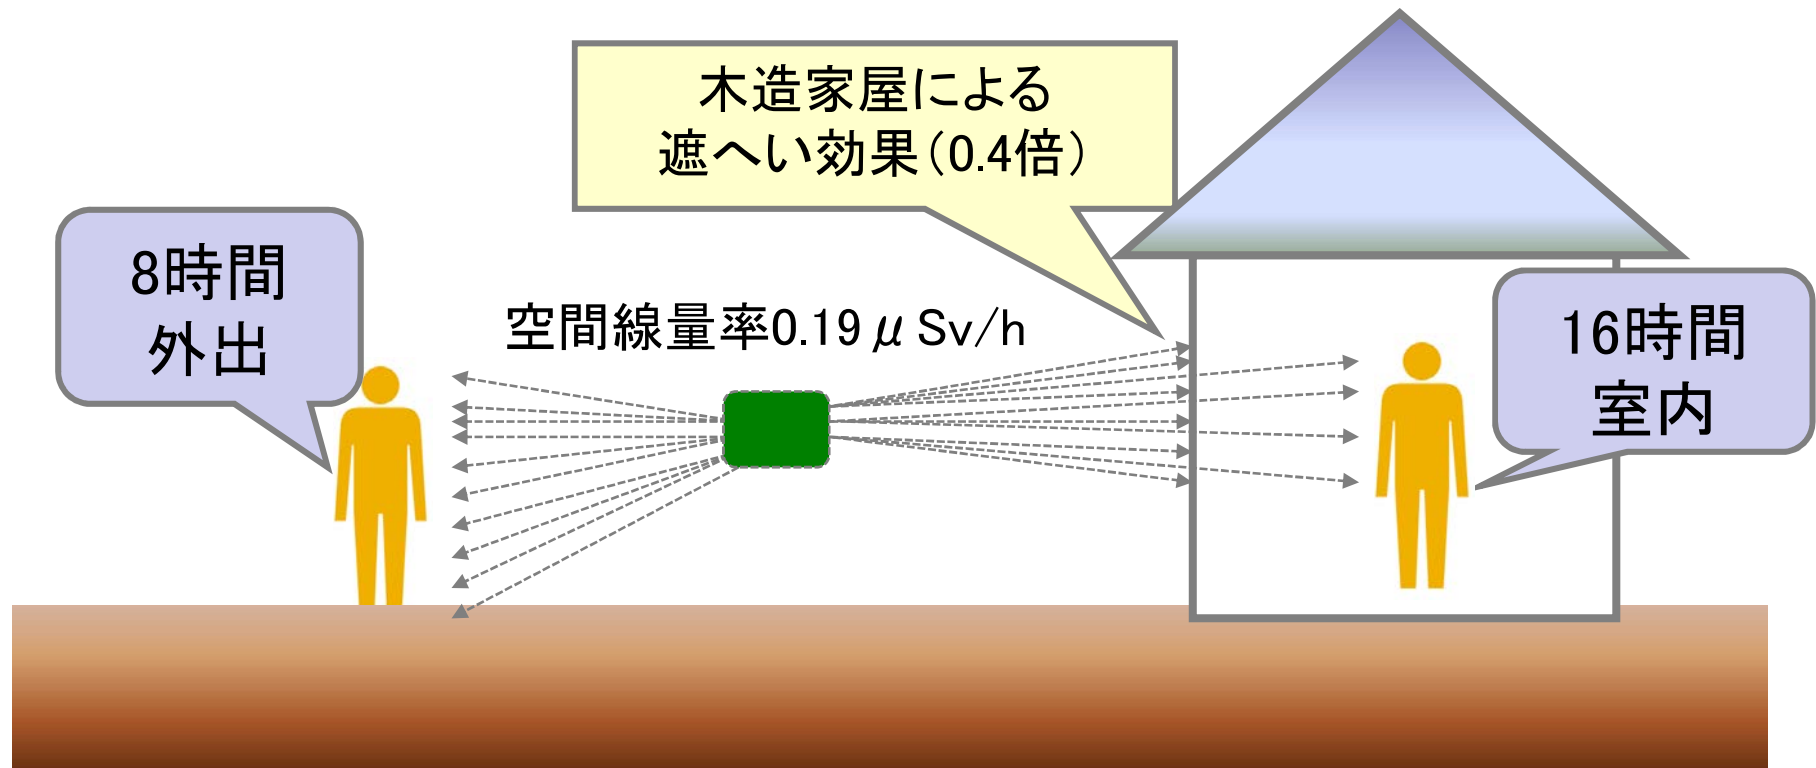 木造家屋による
遮へい効果(0.4倍)
8時間
外出
空間線量率0.19μSv/h
16時間
室内